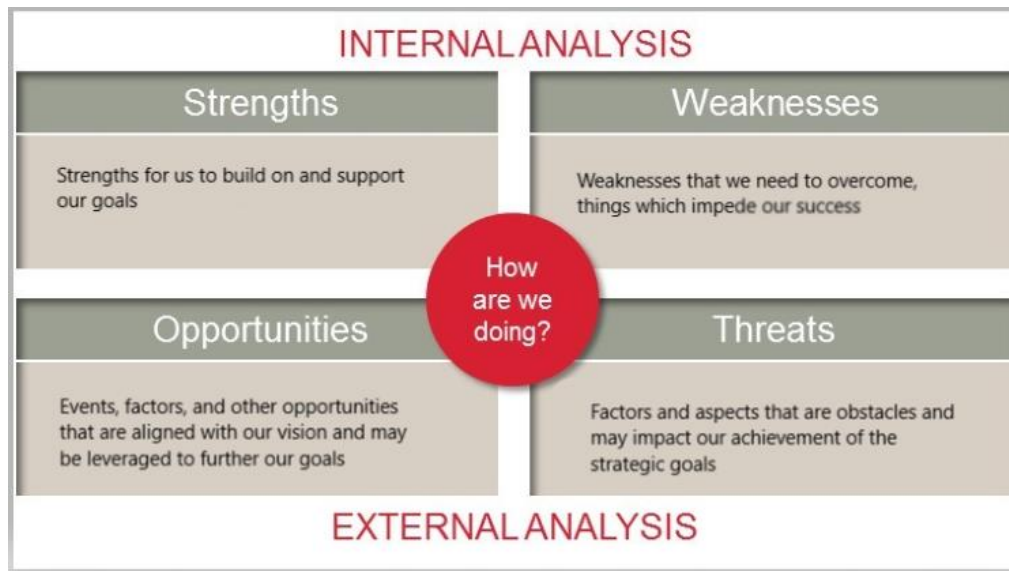 INTERNAL ANALYSIS
Strengths
Weaknesses
Strengths for us to build on and support
our goals
Weaknesses that we need to overcome,
things which impede our success
How
are we
doing?
Opportunities
Threats
Events, factors, and other opportunities
that are aligned with our vision and may
be leveraged to further our goals
Factors and aspects that are obstacles and
may impact our achievement of the
strategic goals
EXTERNAL ANALYSIS